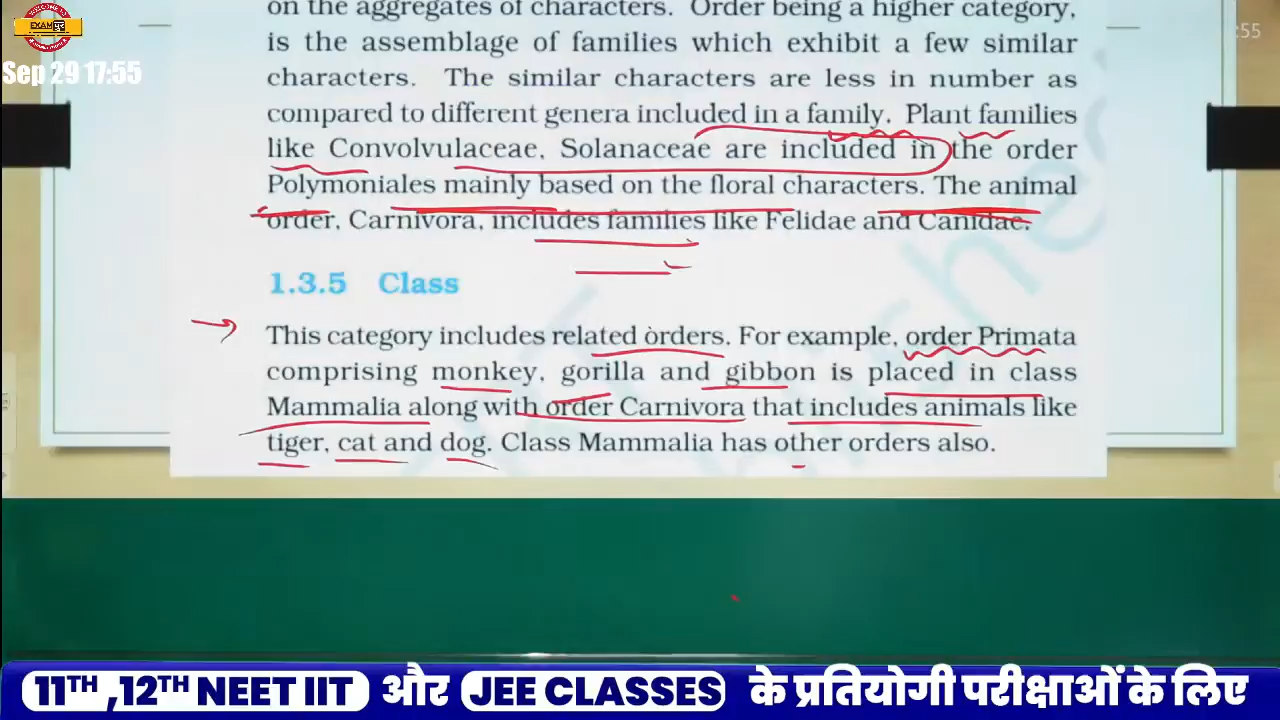 EXAM
Sep 29 17:55
:55
on the aggregates of characters. Order being a higher category,
is the assemblage of families which exhibit a few similar
characters. The similar characters are less in number as
compared to different genera included in a family. Plant families
like Convolvulaceae, Solanaceae are included in the order
Polymoniales mainly based on the floral characters. The animal
order, Carnivora, includes families like Felidae and Canidae.
1.3.5 Class
This category includes related orders. For example, order Primata
comprising monkey, gorilla and gibbon is placed in class
Mammalia along with order Carnivora that includes animals like
tiger, cat and dog. Class Mammalia has other orders also.
11TH ,12TH NEET IIT और JEE CLASSES के प्रतियोगी परीक्षाओं के लिए